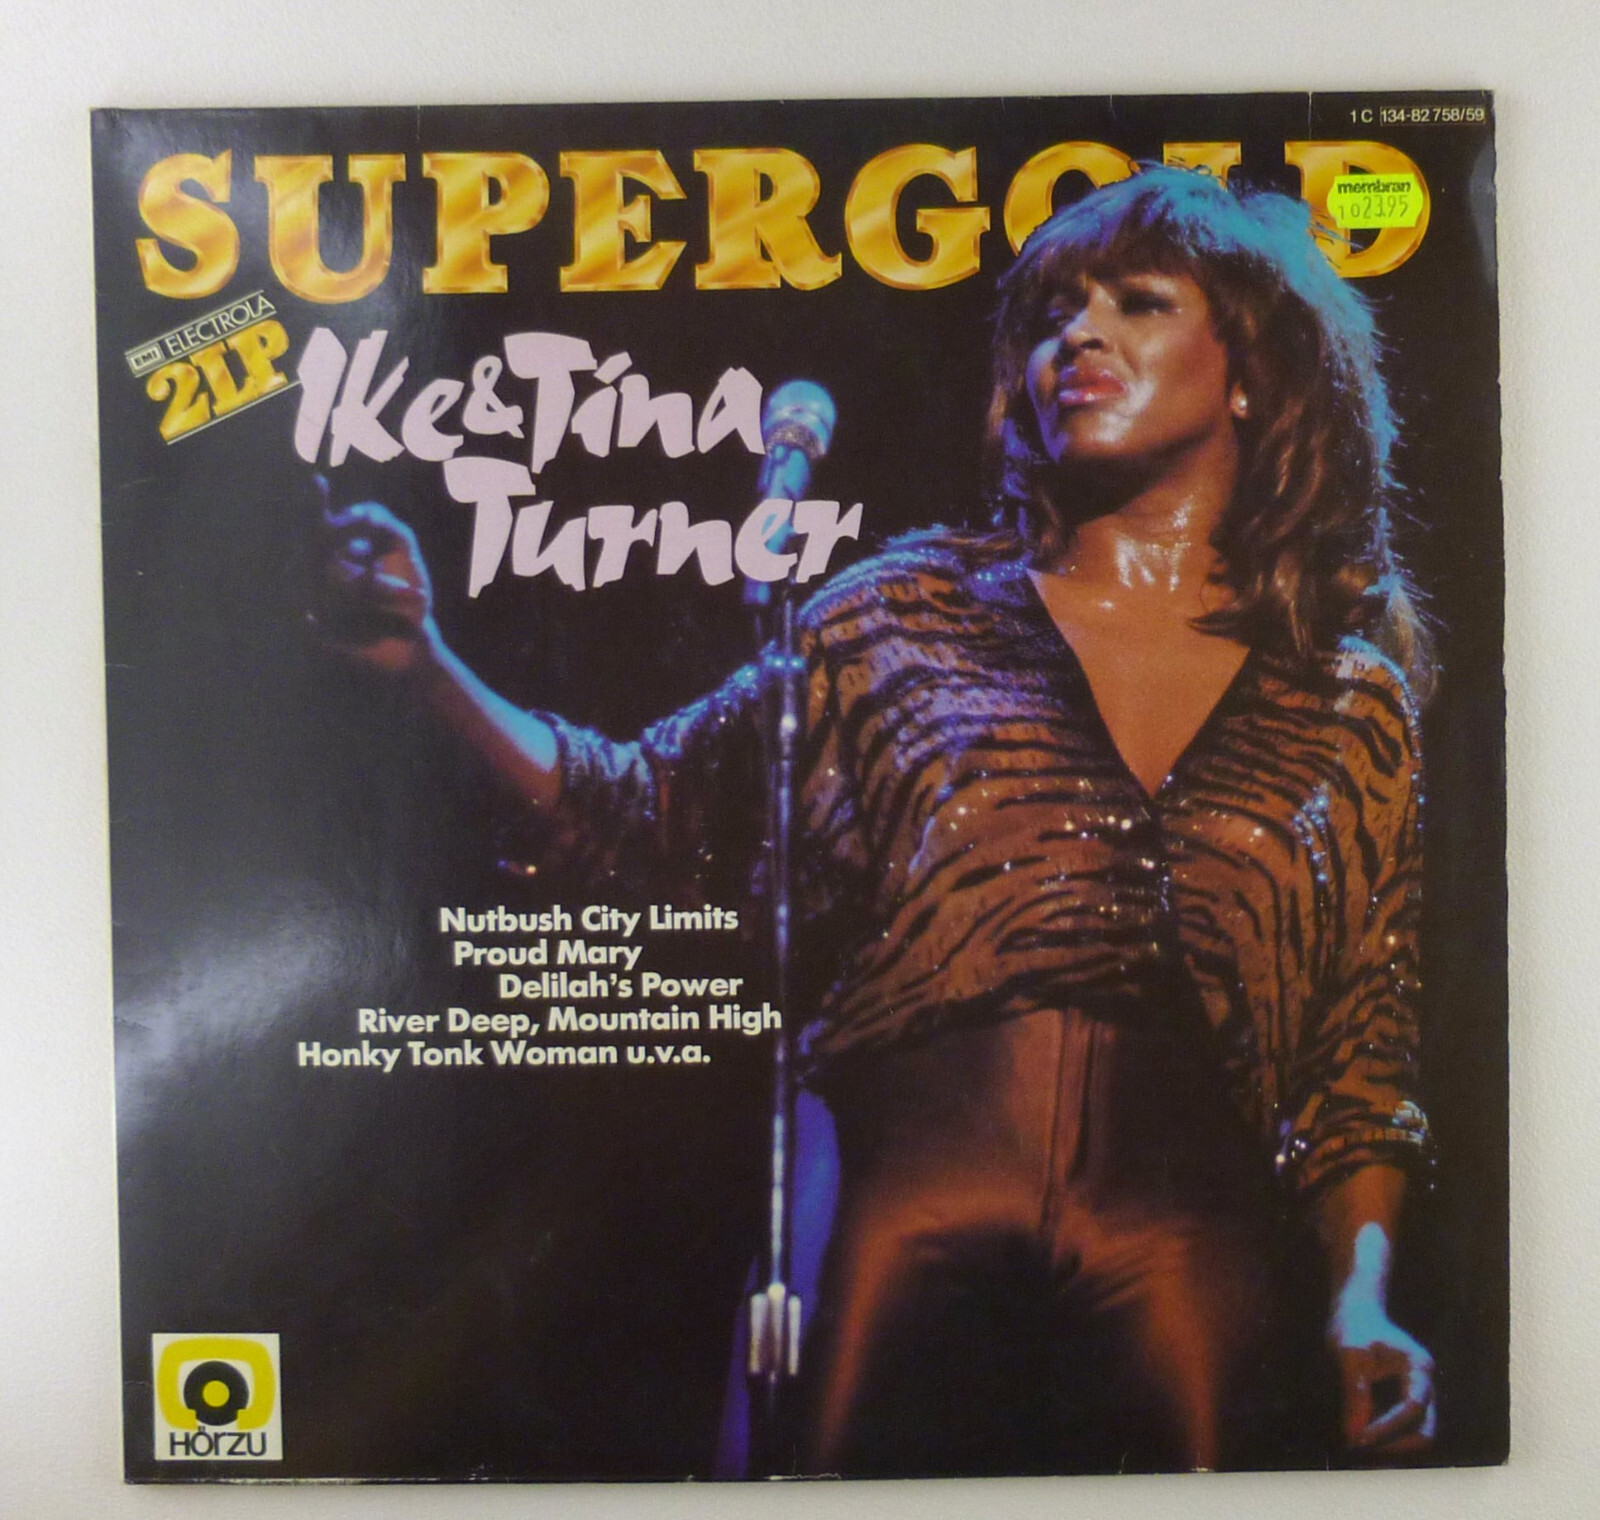 1 C 134-82 758/59
SUPERGOLD
membran
1023.95
EMI ELECTROLA
2LP
Ike & Tina
Turner
Nutbush City Limits
Proud Mary
Delilah's Power
River Deep, Mountain High
Honky Tonk Woman u.v.a.
HÖrZU